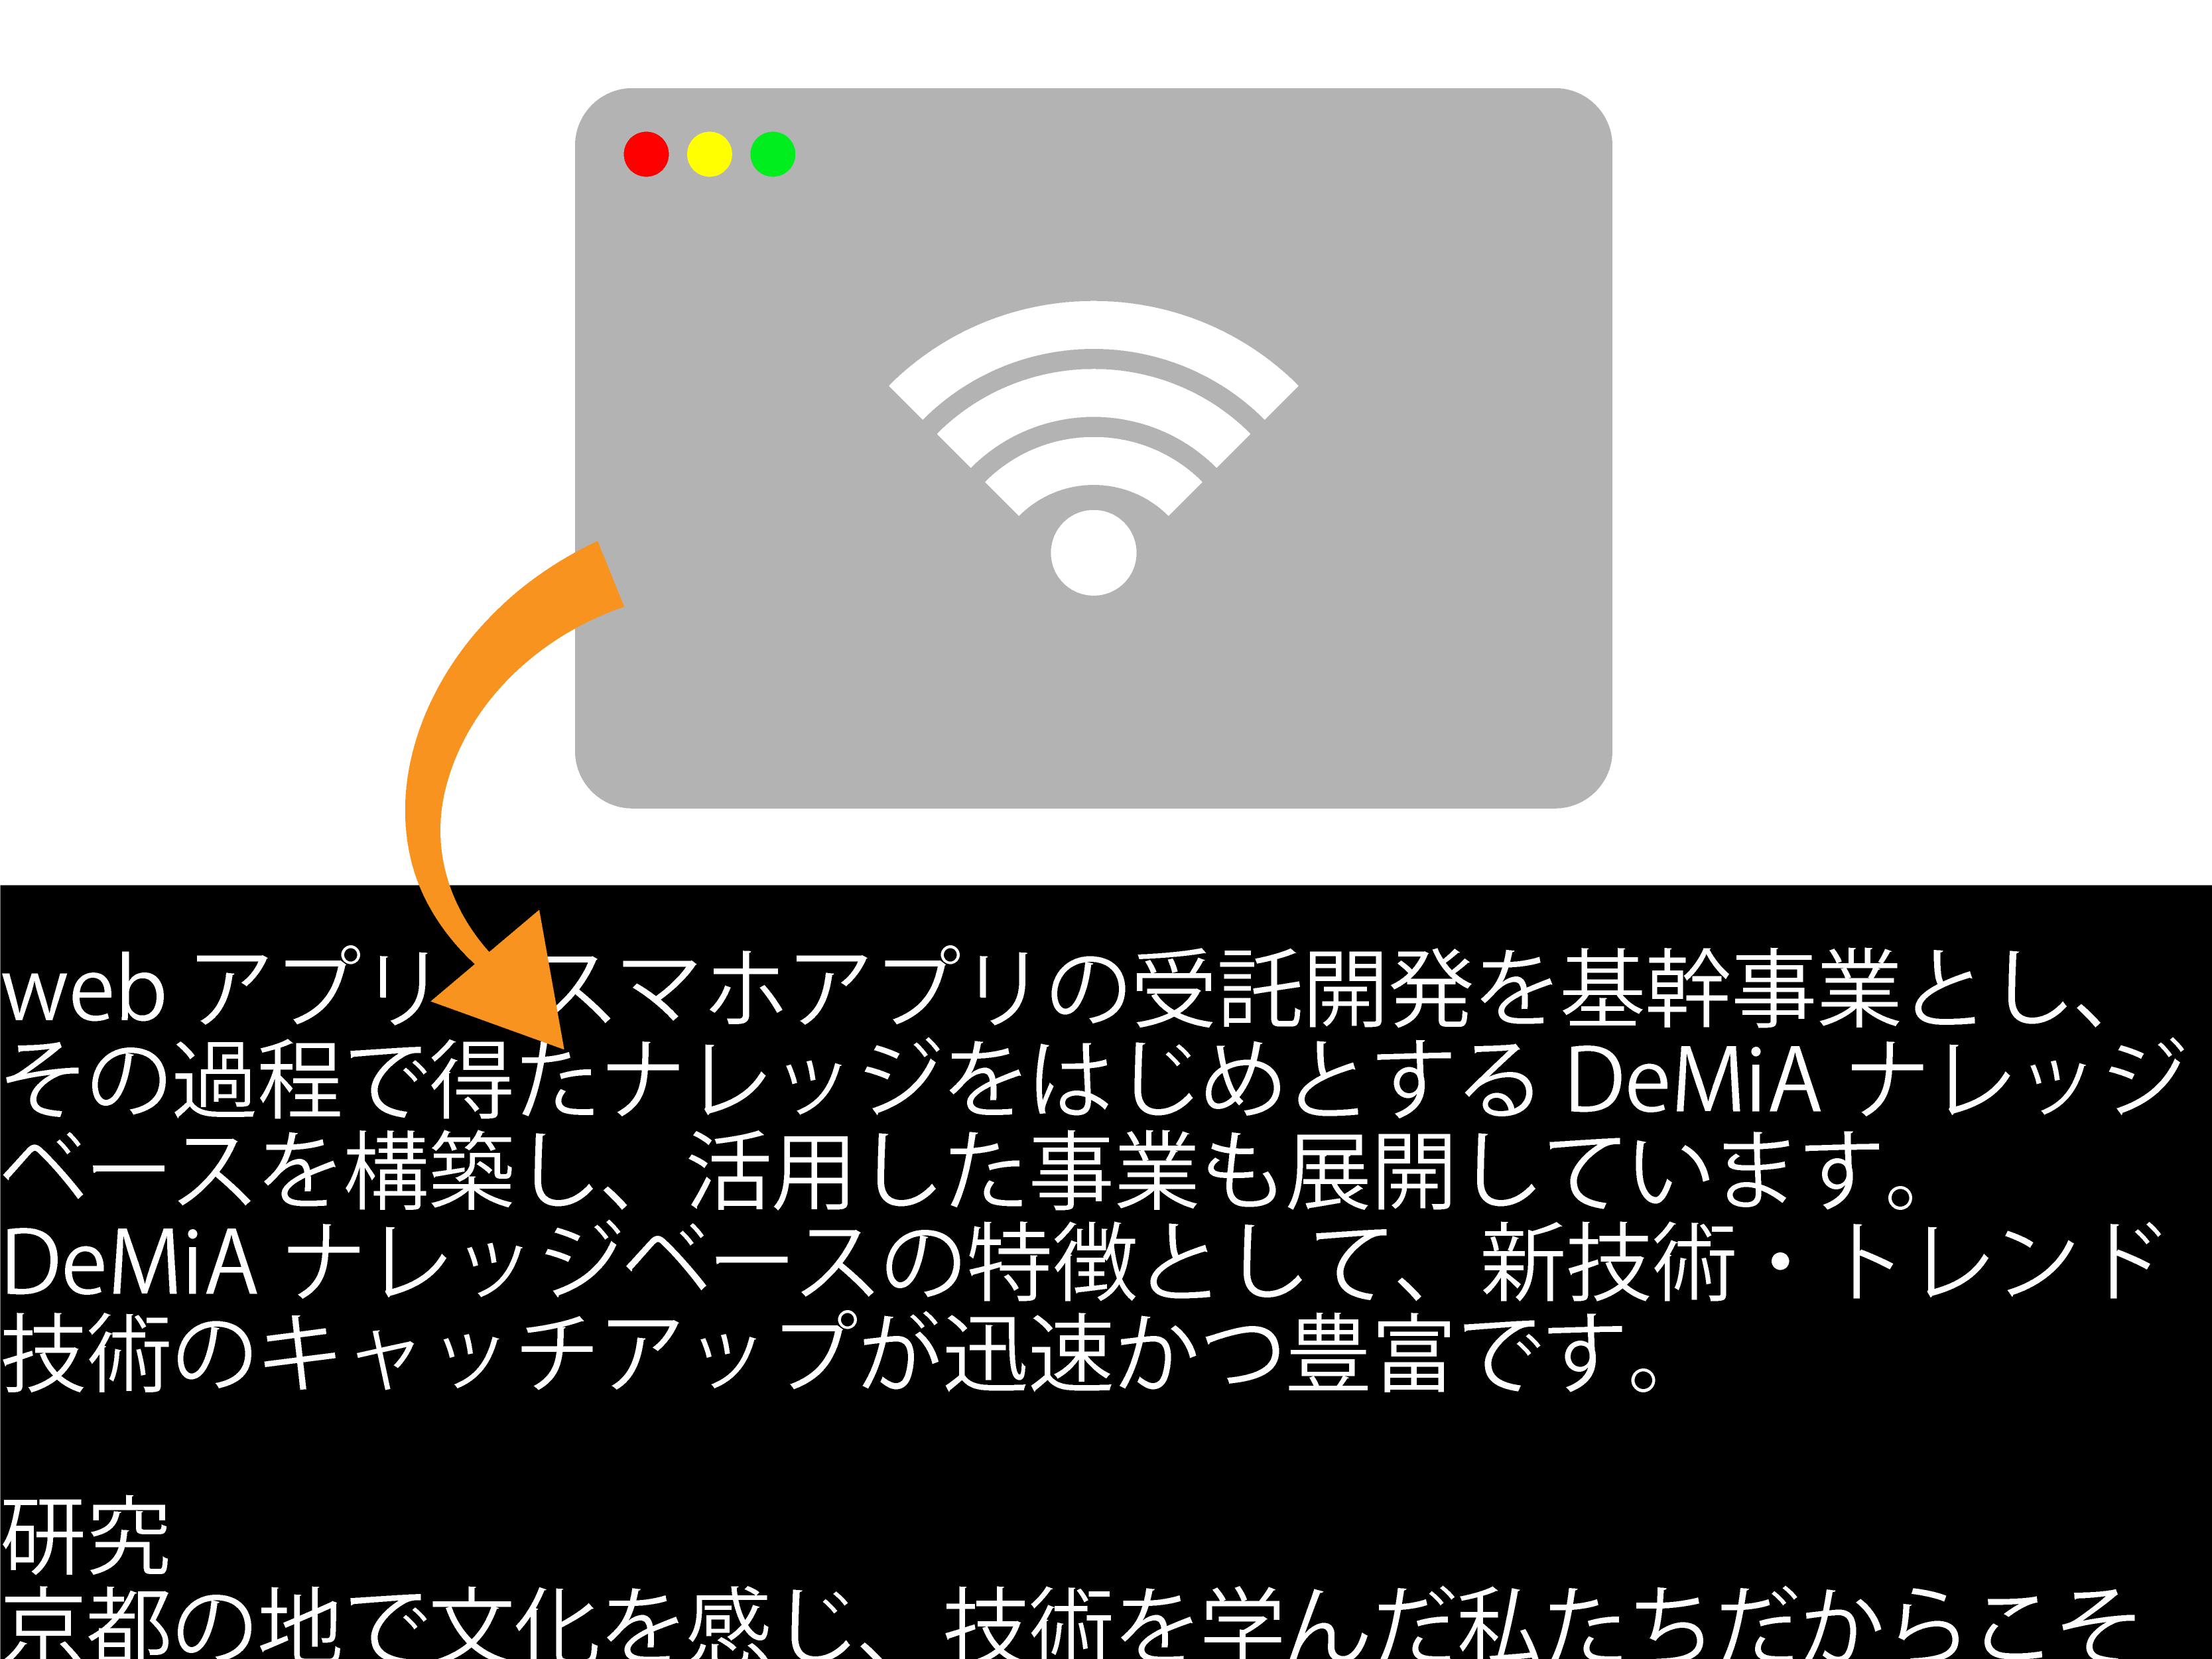 web アプリ スマホアプリの受託開発を基幹事業とし、
その過程で得たナレッジをはじめとする DeMiA ナレッジ
ベースを構築し、活用した事業も展開しています。
DeMiA ナレッジベースの特徴として、新技術・トレンド
技術のキャッチアップが迅速かつ豊富です。
研究
京都の地で文化を感じ、技術を学んだ私たちだからこそ